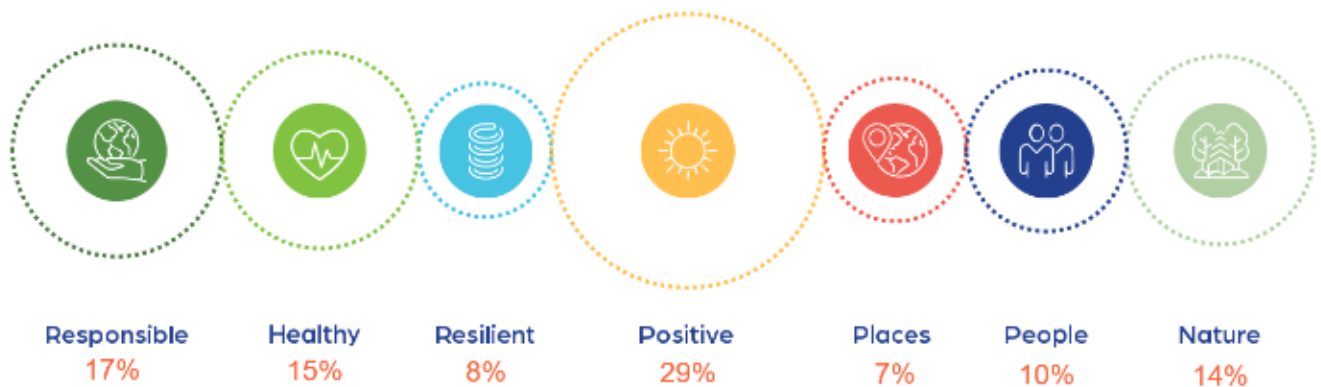 Responsible Healthy Resilient Positive Places People Nature
17% 15% 8% 29% 7% 10% 14%